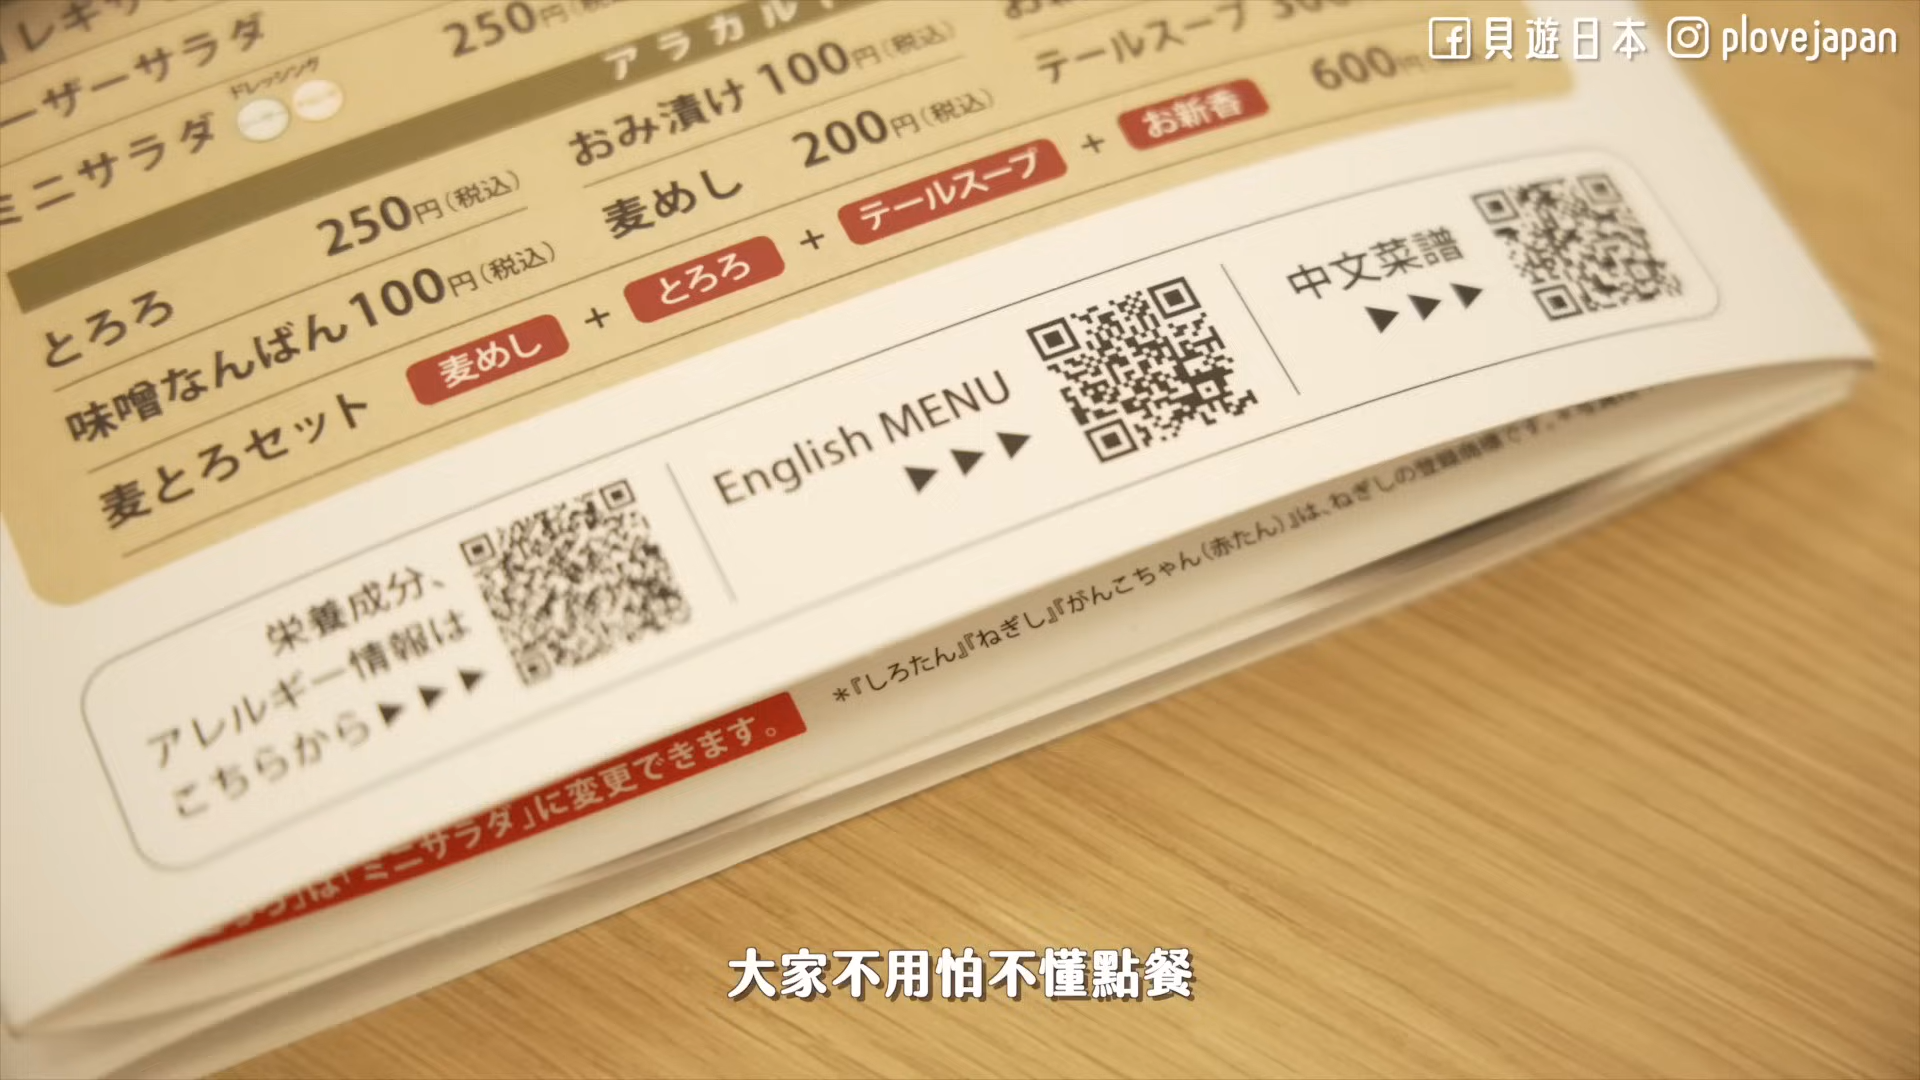 貝遊日本 plovejapan
ーザーサラダ 250円
ミニサラダ ドレッシング
アラカルト
とろろ 250円(税込)
おみ漬け 100円(税込)
テールスープ
味噌なんばん 100円(税込)
麦めし 200円(税込)
麦とろセット 麦めし + とろろ + テールスープ + お新香 600円
栄養成分、
アレルギー情報は
こちらから▶▶▶
English MENU
▶▶▶
中文菜譜
▶▶▶
は「ミニサラダ」に変更できます。
*『しろたん』『ねぎし』『がんこちゃん(赤たん)』は、ねぎしの登録商標です。
大家不用怕不懂點餐